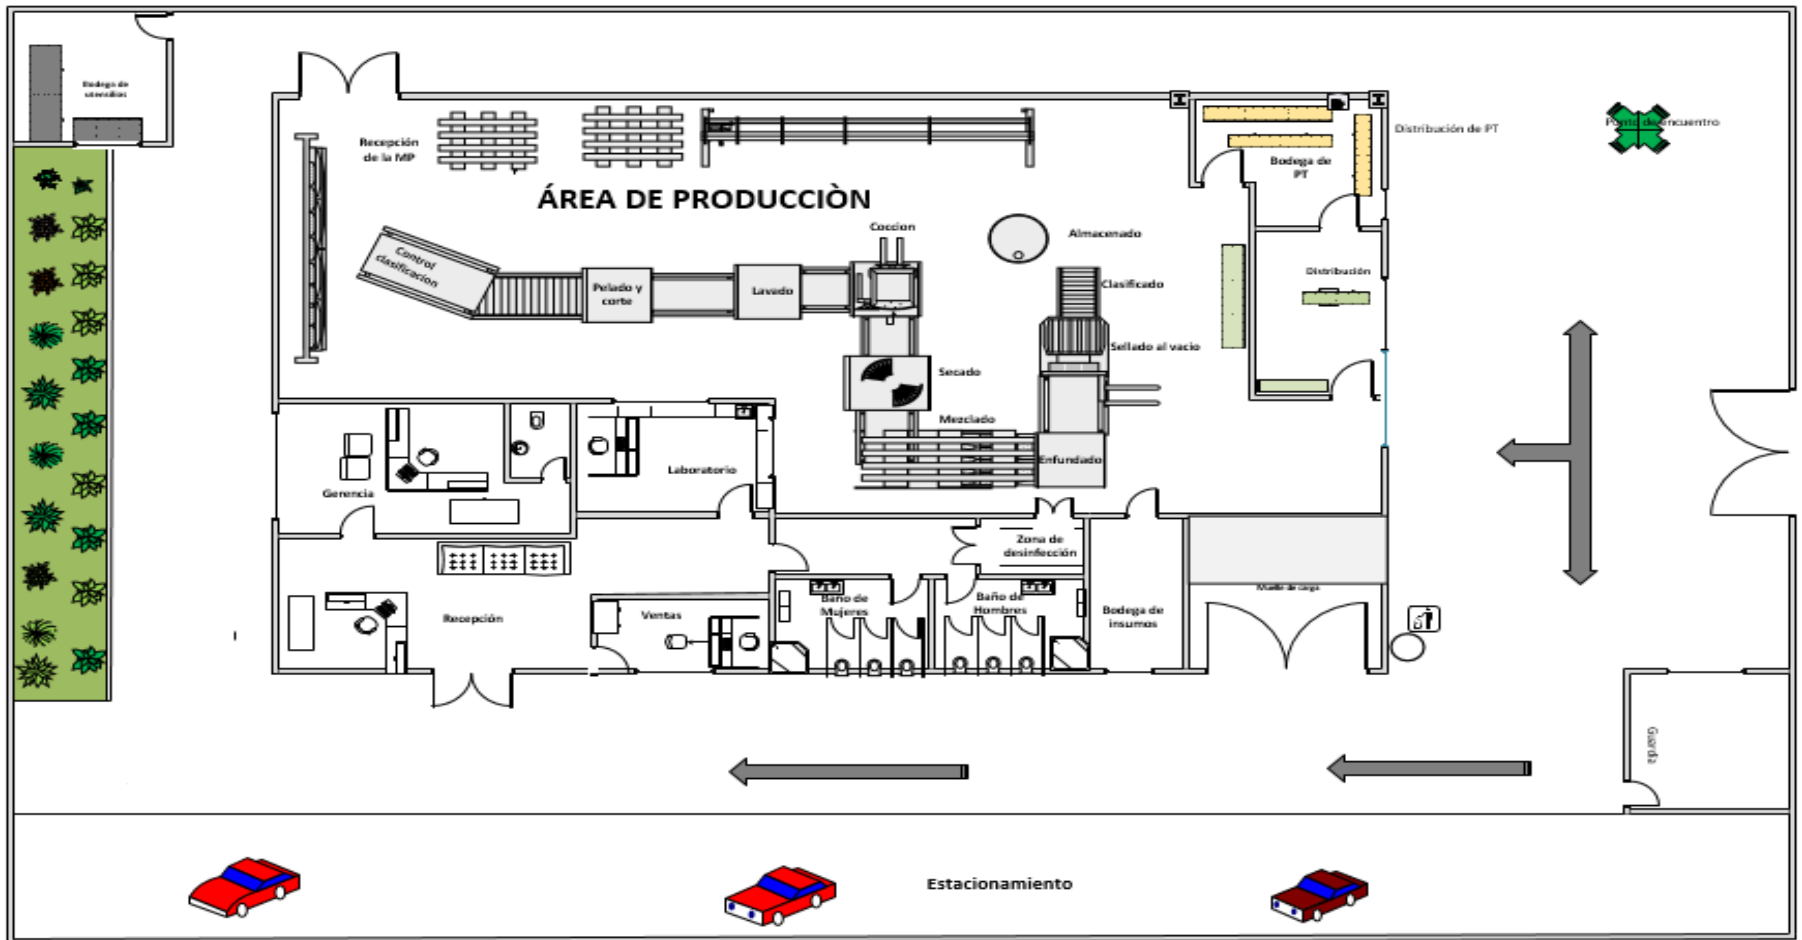 Bodega de
utensilios
Recepción
de la MP
Distribución de PT
Punto de encuentro
Bodega de
PT
ÁREA DE PRODUCCIÒN
Coccion
Almacenado
Control
clasificacion
Pelado y
corte
Lavado
Clasificado
Distribución
Sellado al vacio
Secado
Mezclado
Enfundado
Laboratorio
Gerencia
Zona de
desinfección
Muelle de carga
Baño de
Mujeres
Baño de
Hombres
Bodega de
insumos
Recepción
Ventas
Guardia
Estacionamiento